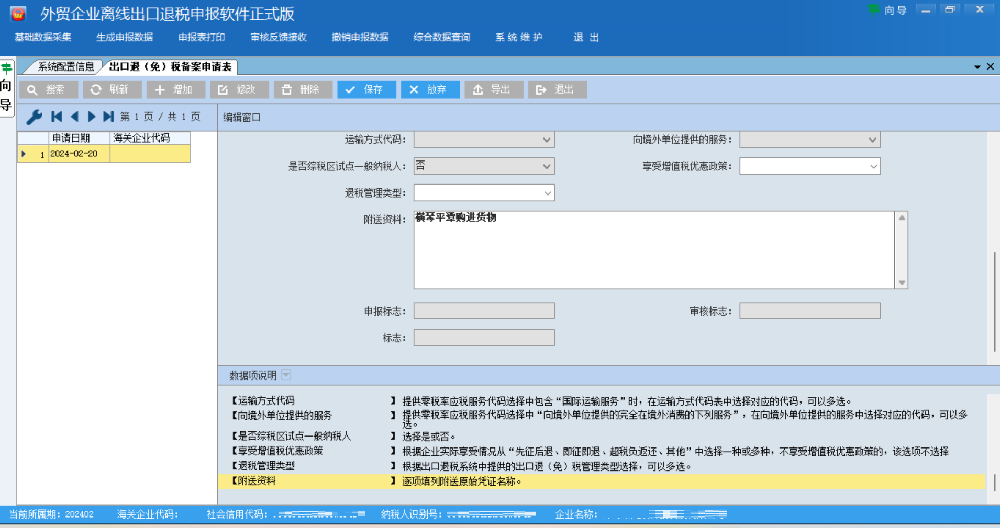 外贸企业离线出口退税申报软件正式版
向导
基础数据采集 生成申报数据 申报表打印 审核反馈接收 撤销申报数据 综合数据查询 系统维护 退出
向导
系统配置信息 出口退（免）税备案申请表
搜索 刷新 增加 修改 删除 保存 放弃 导出 退出
第 1 页 / 共 1 页
编辑窗口
申请日期 海关企业代码
1 2024-02-20
运输方式代码：
向境外单位提供的服务：
是否综税区试点一般纳税人： 否
享受增值税优惠政策：
退税管理类型：
附送资料： 横琴平潭购进货物
申报标志：
审核标志：
标志：
数据项说明
【运输方式代码 】 提供零税率应税服务代码选择中包含“国际运输服务”时，在运输方式代码表中选择对应的代码，可以多选。
【向境外单位提供的服务 】 提供零税率应税服务代码选择中“向境外单位提供的完全在境外消费的下列服务”，在向境外单位提供的服务中选择对应的代码，可以多
选。
【是否综税区试点一般纳税人 】 选择是或否。
【享受增值税优惠政策 】 根据企业实际享受情况从“先征后退、即征即退、超税负返还、其他”中选择一种或多种，不享受增值税优惠政策的，该选项不选择
【退税管理类型 】 根据出口退税系统中提供的出口退（免）税管理类型选择，可以多选。
【附送资料 】 逐项填列附送原始凭证名称。
当前所属期：202402 海关企业代码： 社会信用代码： 纳税人识别号： 企业名称：